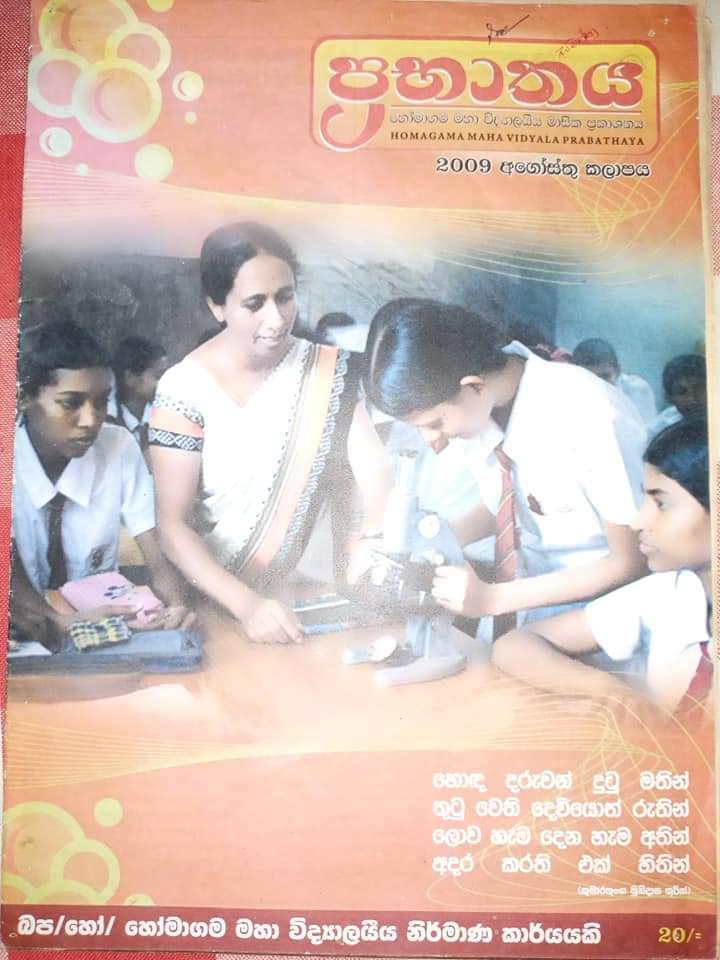 ප්‍රභාතය
හෝමාගම මහා විද්‍යාලයීය මාසික ප්‍රකාශනය
HOMAGAMA MAHA VIDYALA PRABATHAYA
2009 අගෝස්තු කලාපය
හොඳ දරුවන් දුටු මතින්
තුටු වෙති දෙවියොත් රුතින්
ලොව හැම දෙන හැම අතින්
අදර කරති එක් හිතින්
(කුමාරතුංග මුනිදාස සූරීන්)
බප/හෝ/ හෝමාගම මහා විද්‍යාලයීය නිර්මාණ කාර්යයකි
20/=